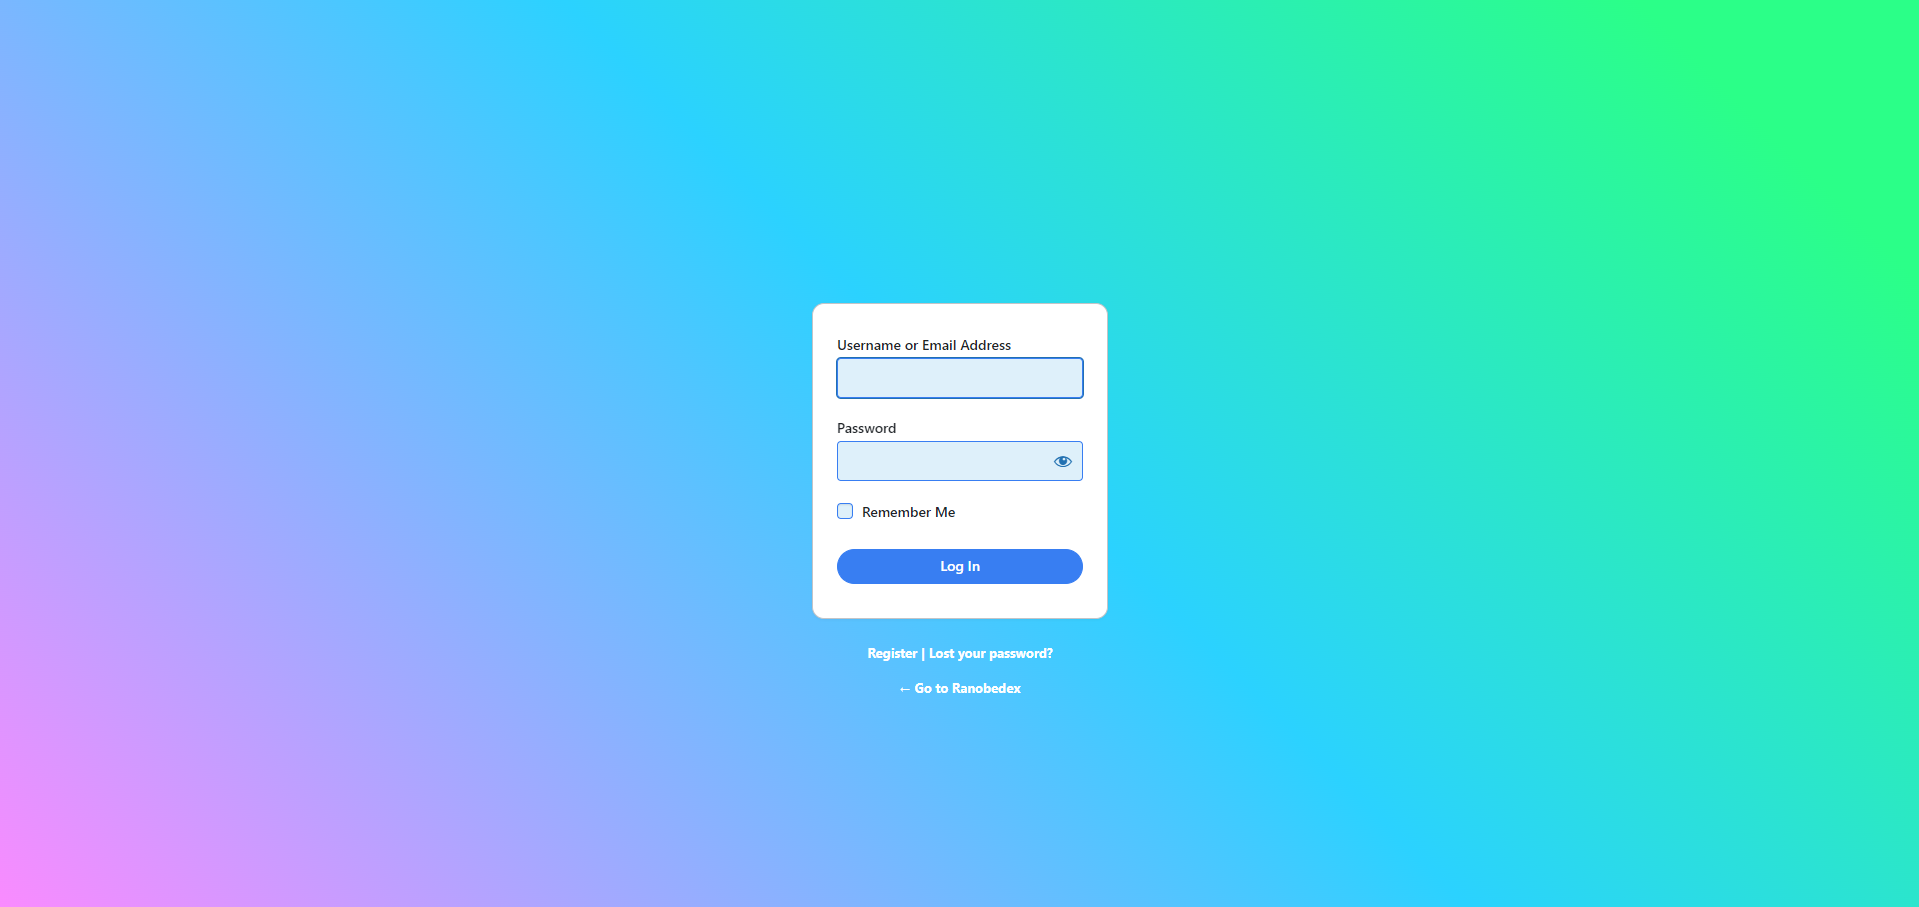 Username or Email Address
Password
Remember Me
Log In
Register | Lost your password?
← Go to Ranobedex